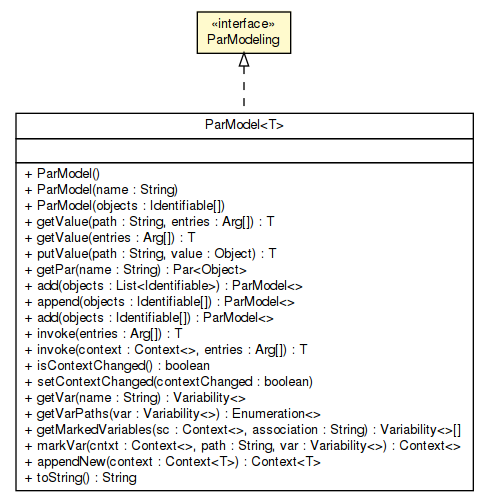 «interface»
ParModeling
ParModel<T>
+ ParModel()
+ ParModel(name : String)
+ ParModel(objects : Identifiable[])
+ getValue(path : String, entries : Arg[]) : T
+ getValue(entries : Arg[]) : T
+ putValue(path : String, value : Object) : T
+ getPar(name : String) : Par<Object>
+ add(objects : List<Identifiable>) : ParModel<>
+ append(objects : Identifiable[]) : ParModel<>
+ add(objects : Identifiable[]) : ParModel<>
+ invoke(entries : Arg[]) : T
+ invoke(context : Context<>, entries : Arg[]) : T
+ isContextChanged() : boolean
+ setContextChanged(contextChanged : boolean)
+ getVar(name : String) : Variability<>
+ getVarPaths(var : Variability<>) : Enumeration<>
+ getMarkedVariables(sc : Context<>, association : String) : Variability<>[]
+ markVar(cntxt : Context<>, path : String, var : Variability<>) : Context<>
+ appendNew(context : Context<T>) : Context<T>
+ toString() : String